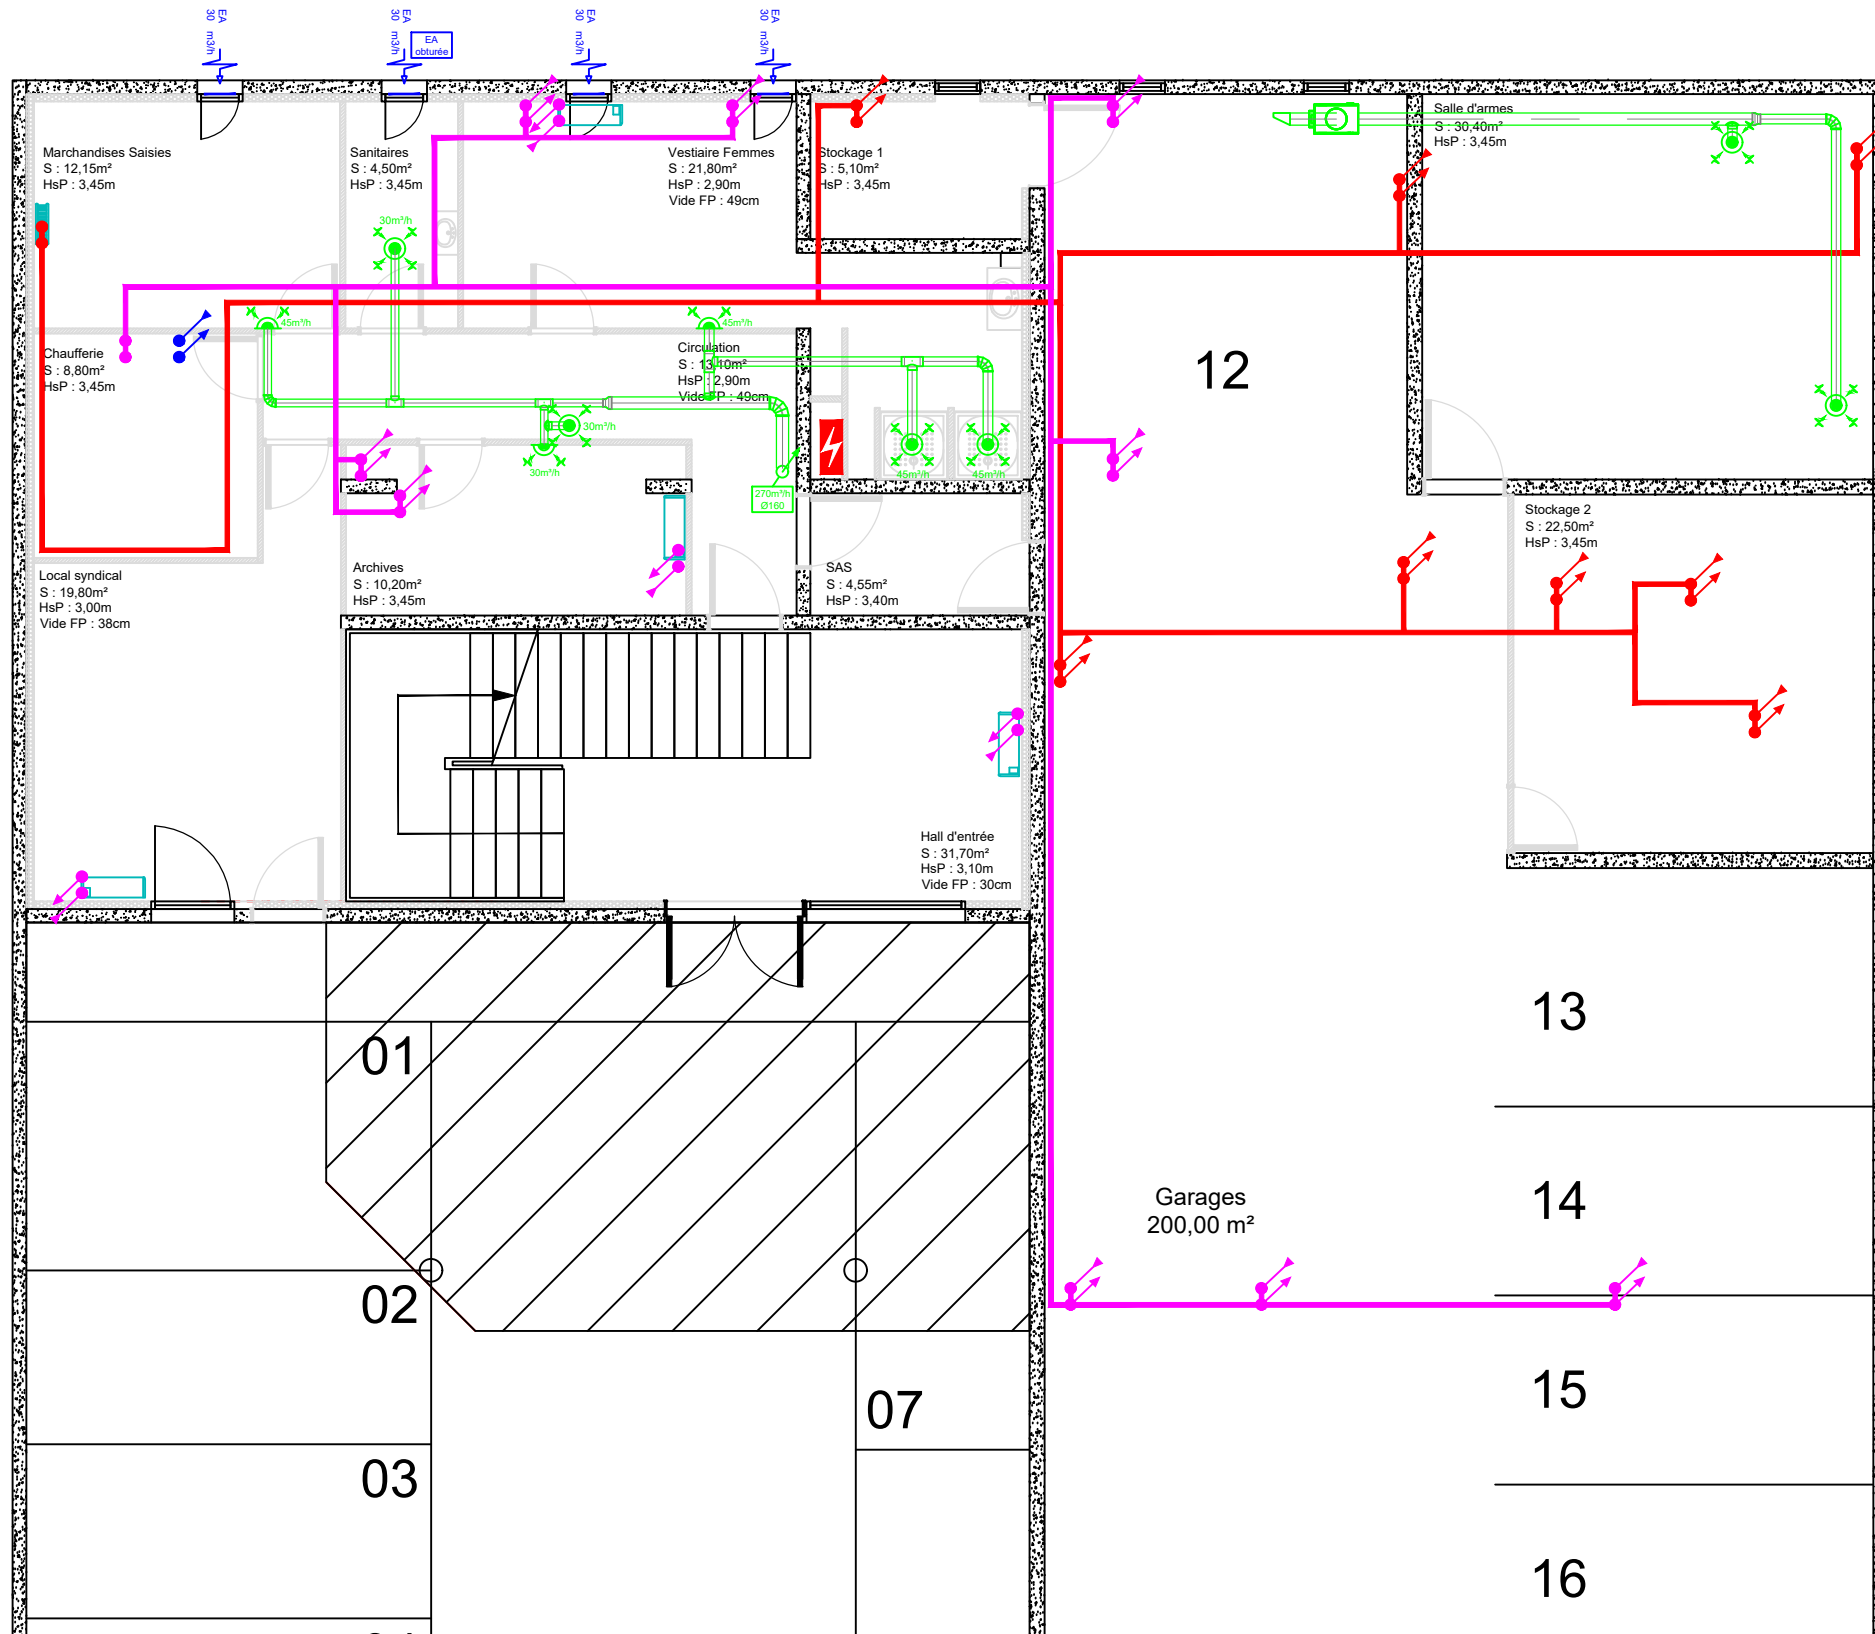 EA
30 m3/h
EA
30 m3/h
EA
obturée
EA
30 m3/h
EA
30 m3/h
Marchandises Saisies
S : 12,15m²
HsP : 3,45m
Sanitaires
S : 4,50m²
HsP : 3,45m
Vestiaire Femmes
S : 21,80m²
HsP : 2,90m
Vide FP : 49cm
Stockage 1
S : 5,10m²
HsP : 3,45m
Salle d'armes
S : 30,40m²
HsP : 3,45m
30m³/h
45m³/h
45m³/h
Chaufferie
S : 8,80m²
HsP : 3,45m
Circulation
S : 13,10m²
HsP : 2,90m
Vide FP : 49cm
12
30m³/h
30m³/h
45m³/h
45m³/h
270m³/h
Ø160
Stockage 2
S : 22,50m²
HsP : 3,45m
Local syndical
S : 19,80m²
HsP : 3,00m
Vide FP : 38cm
Archives
S : 10,20m²
HsP : 3,45m
SAS
S : 4,55m²
HsP : 3,40m
Hall d'entrée
S : 31,70m²
HsP : 3,10m
Vide FP : 30cm
13
01
Garages
200,00 m²
14
02
15
07
03
16